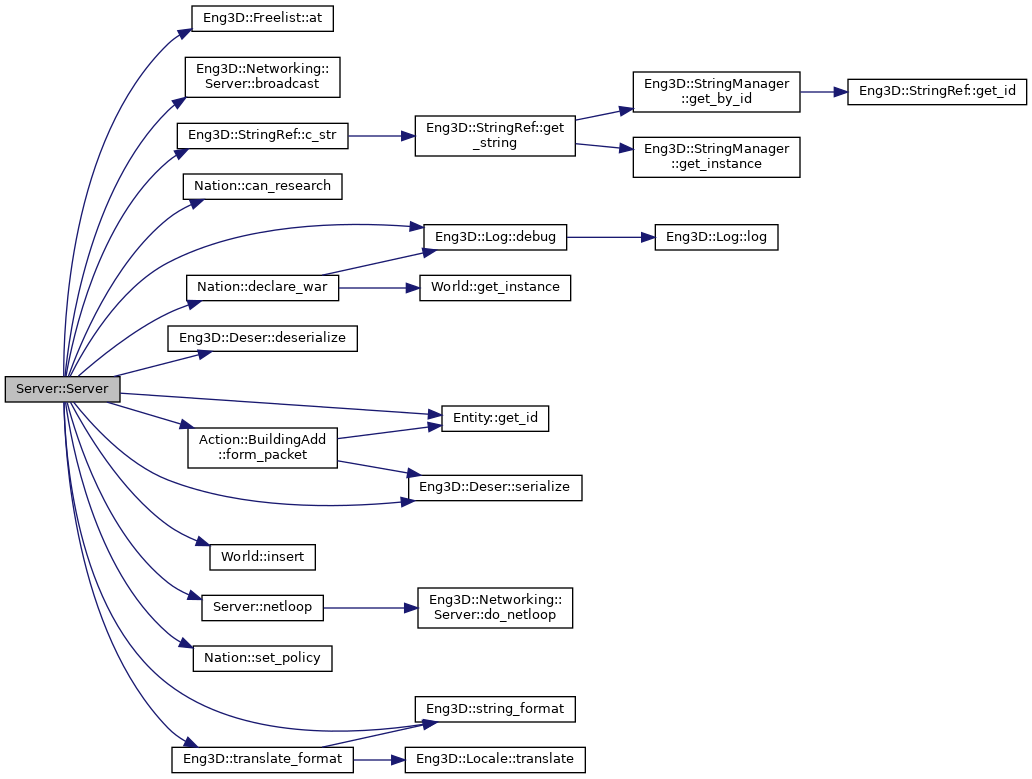 Server::Server
Eng3D::Freelist::at
Eng3D::Networking::
Server::broadcast
Eng3D::StringRef::c_str
Eng3D::StringRef::get
_string
Eng3D::StringManager
::get_by_id
Eng3D::StringRef::get_id
Eng3D::StringManager
::get_instance
Nation::can_research
Eng3D::Log::debug
Eng3D::Log::log
Nation::declare_war
World::get_instance
Eng3D::Deser::deserialize
Entity::get_id
Action::BuildingAdd
::form_packet
Eng3D::Deser::serialize
World::insert
Server::netloop
Eng3D::Networking::
Server::do_netloop
Nation::set_policy
Eng3D::string_format
Eng3D::translate_format
Eng3D::Locale::translate